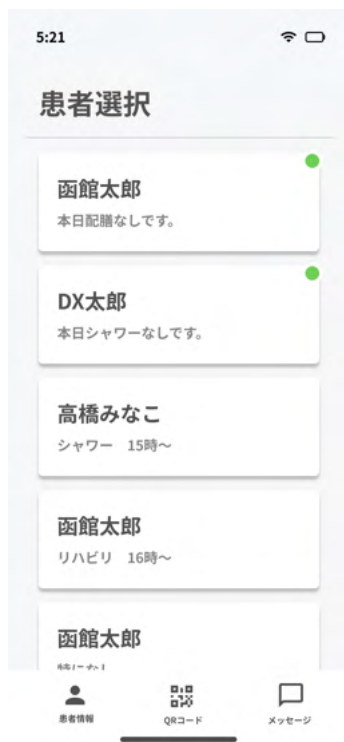 5:21
患者選択
函館太郎
本日配膳なしです。
DX太郎
本日シャワーなしです。
高橋みなこ
シャワー　15時〜
函館太郎
リハビリ　16時〜
函館太郎
患者情報
QRコード
メッセージ